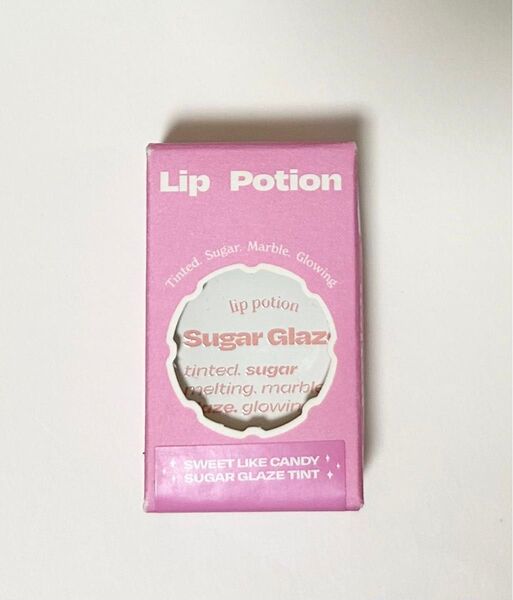 Lip Potion
Tinted. Sugar. Marble. Glowing
lip potion
Sugar Glaz
tinted. sugar
melting. marble
glowin
SWEET LIKE CANDY
SUGAR GLAZE TINT